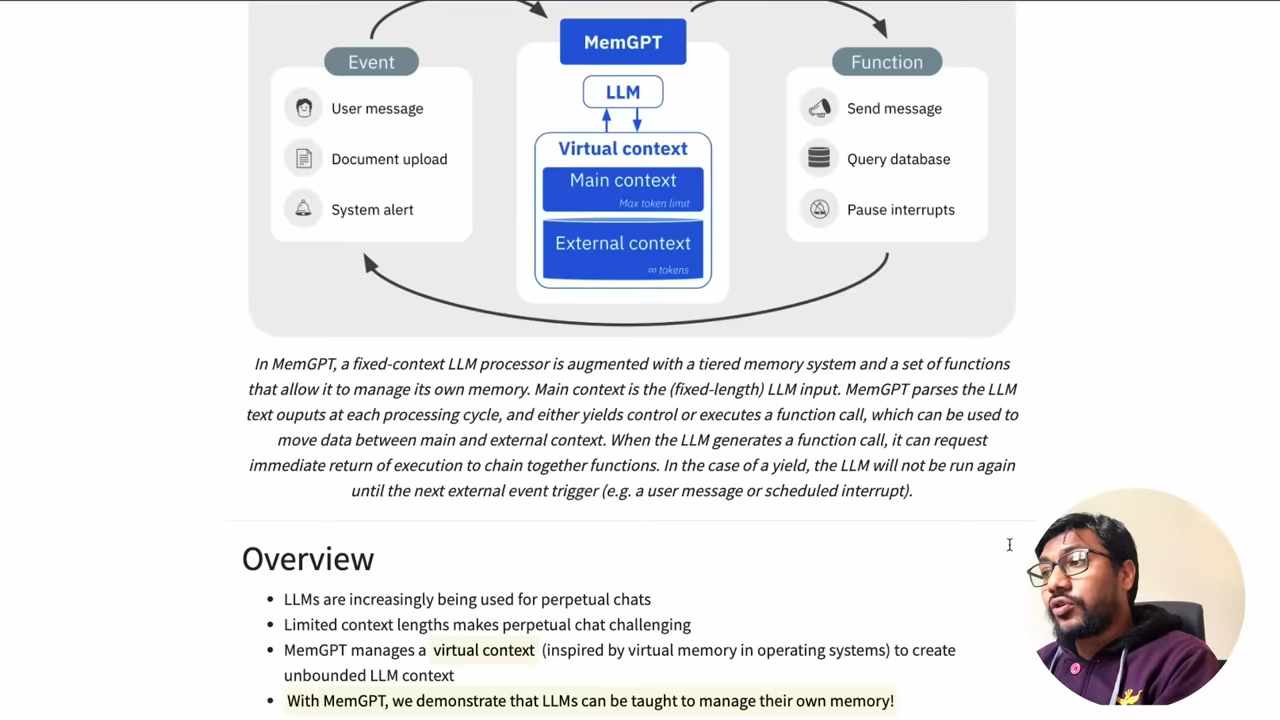 MemGPT
Event
Function
LLM
User message
Document upload
System alert
Virtual context
Main context
Max token limit
External context
∞ tokens
Send message
Query database
Pause interrupts
In MemGPT, a fixed-context LLM processor is augmented with a tiered memory system and a set of functions
that allow it to manage its own memory. Main context is the (fixed-length) LLM input. MemGPT parses the LLM
text ouputs at each processing cycle, and either yields control or executes a function call, which can be used to
move data between main and external context. When the LLM generates a function call, it can request
immediate return of execution to chain together functions. In the case of a yield, the LLM will not be run again
until the next external event trigger (e.g. a user message or scheduled interrupt).
Overview
• LLMs are increasingly being used for perpetual chats
• Limited context lengths makes perpetual chat challenging
• MemGPT manages a virtual context (inspired by virtual memory in operating systems) to create
unbounded LLM context
• With MemGPT, we demonstrate that LLMs can be taught to manage their own memory!